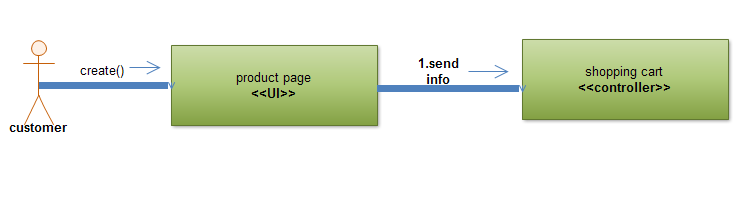 create()
product page
<<UI>>
1.send
info
shopping cart
<<controller>>
customer